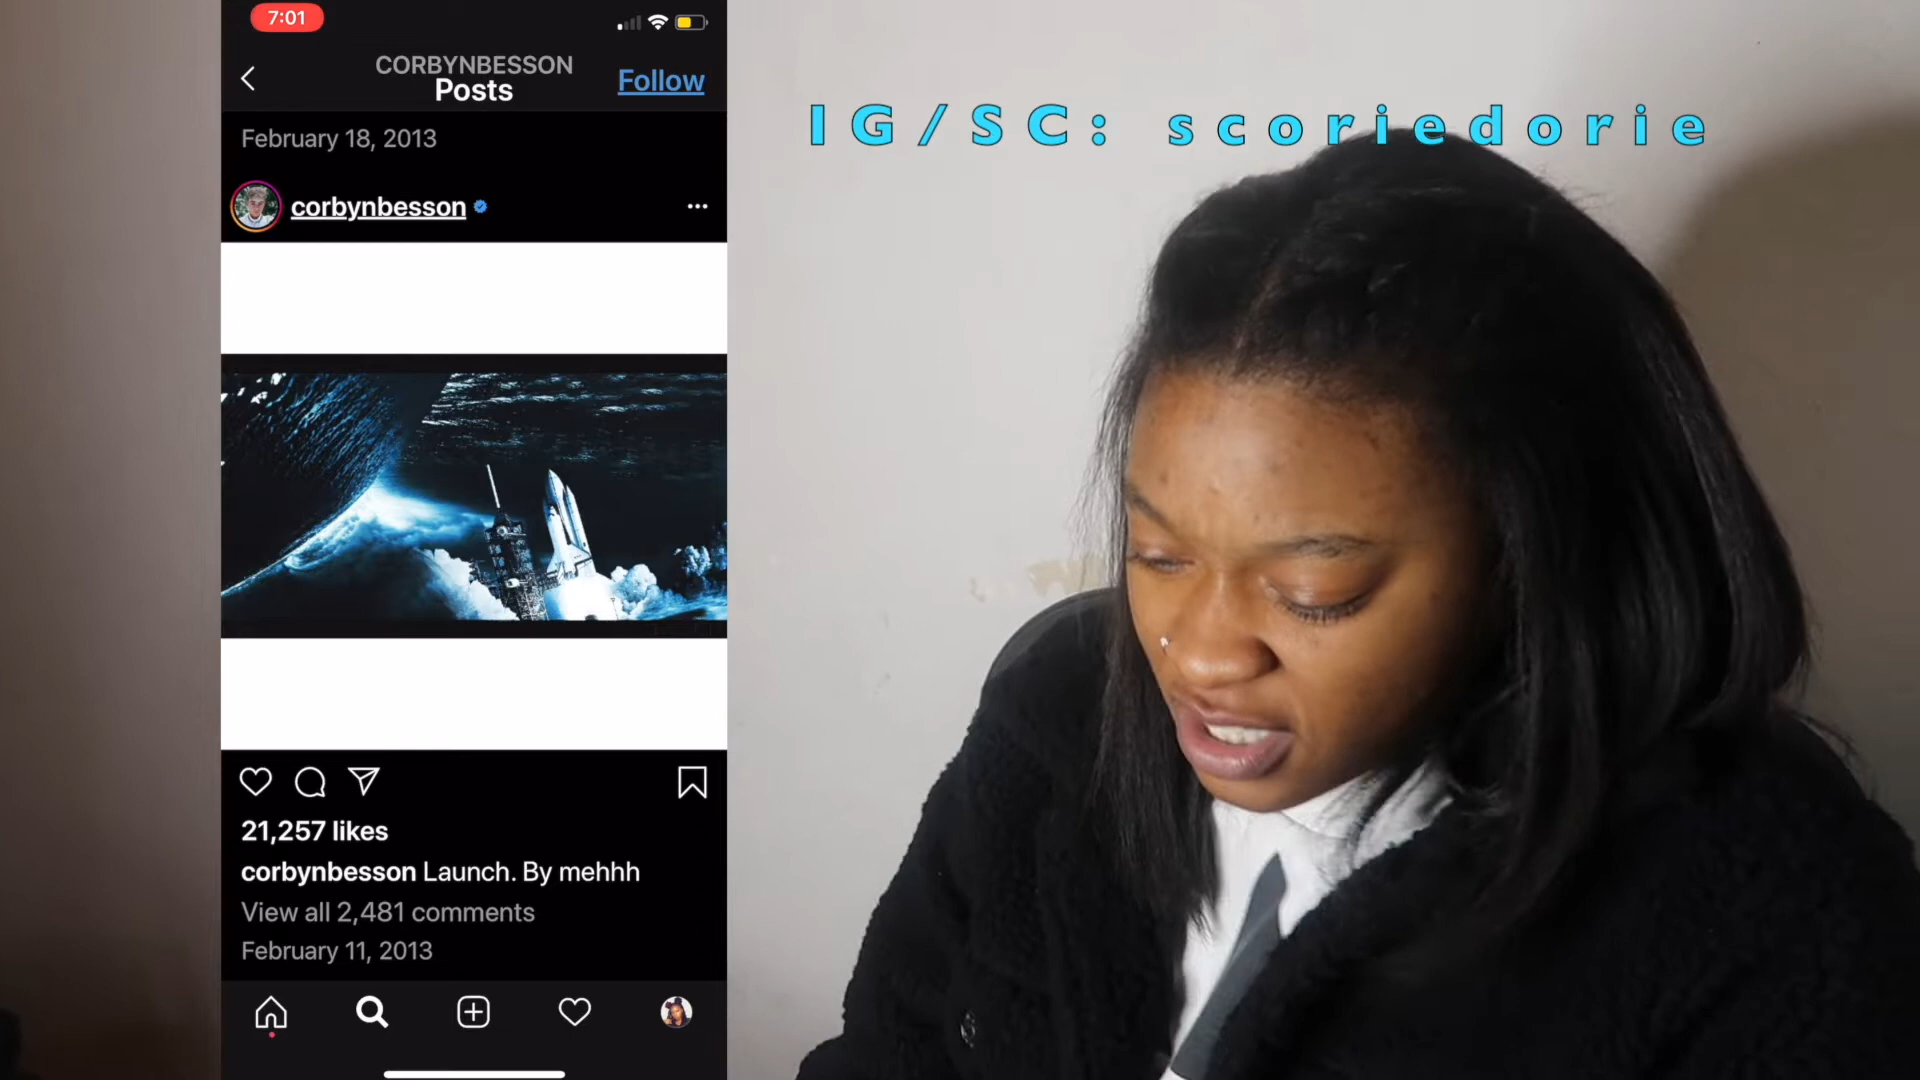 7:01
CORBYNBESSON
Posts
Follow
IG/SC: scoriedorie
February 18, 2013
corbynbesson
21,257 likes
corbynbesson Launch. By mehhh
View all 2,481 comments
February 11, 2013